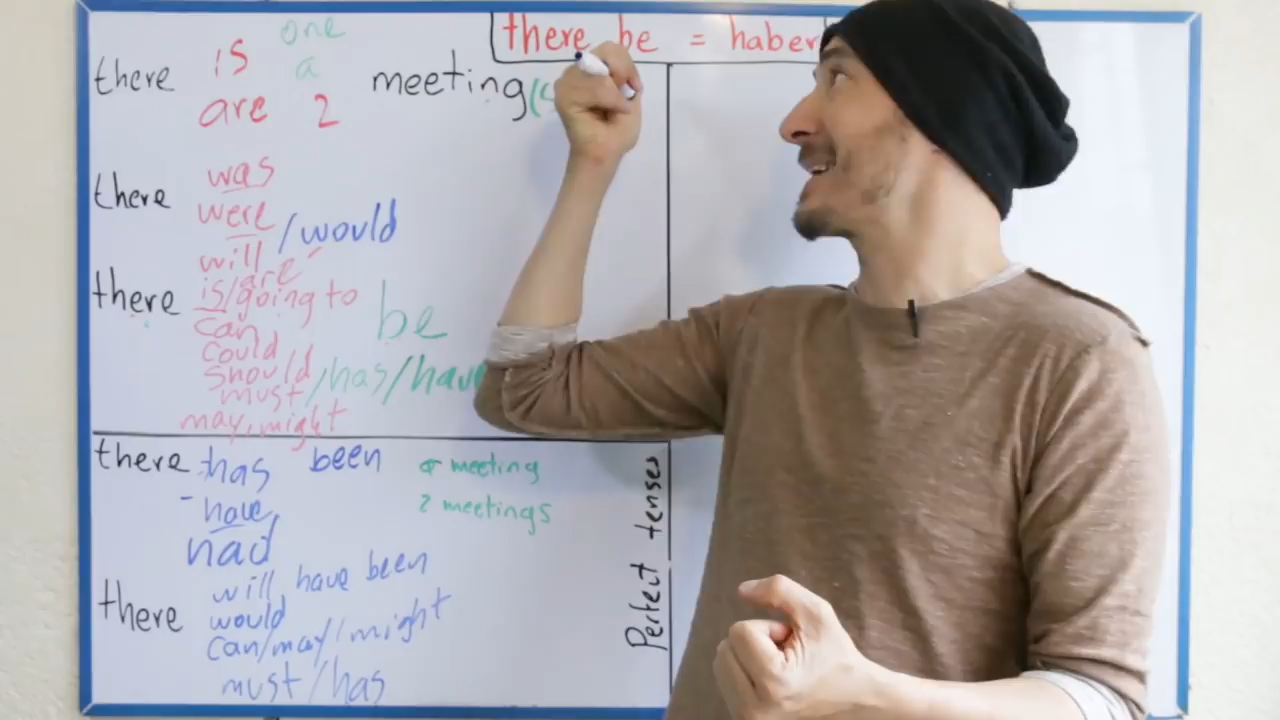 there be = haber
one
there is a meeting(s
are 2
there was
were
will /would
there is/are going to be
can
could
should
must /has/have
may, might
there has been a meeting
- have 2 meetings
had
will have been
there would
can/may/might
must/has
Perfect tenses